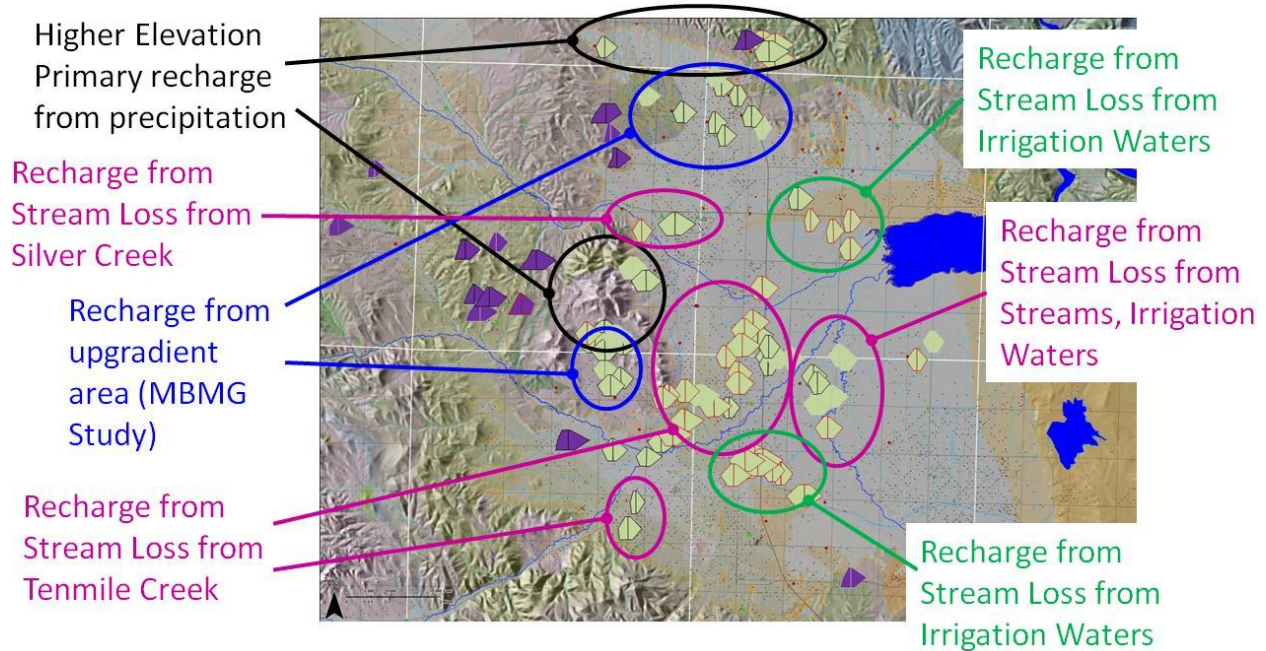 Higher Elevation
Primary recharge
from precipitation
Recharge from
Stream Loss from
Silver Creek
Recharge from
upgradient
area (MBMG
Study)
Recharge from
Stream Loss from
Tenmile Creek
Recharge from
Stream Loss from
Irrigation Waters
Recharge from
Stream Loss from
Streams, Irrigation
Waters
Recharge from
Stream Loss from
Irrigation Waters